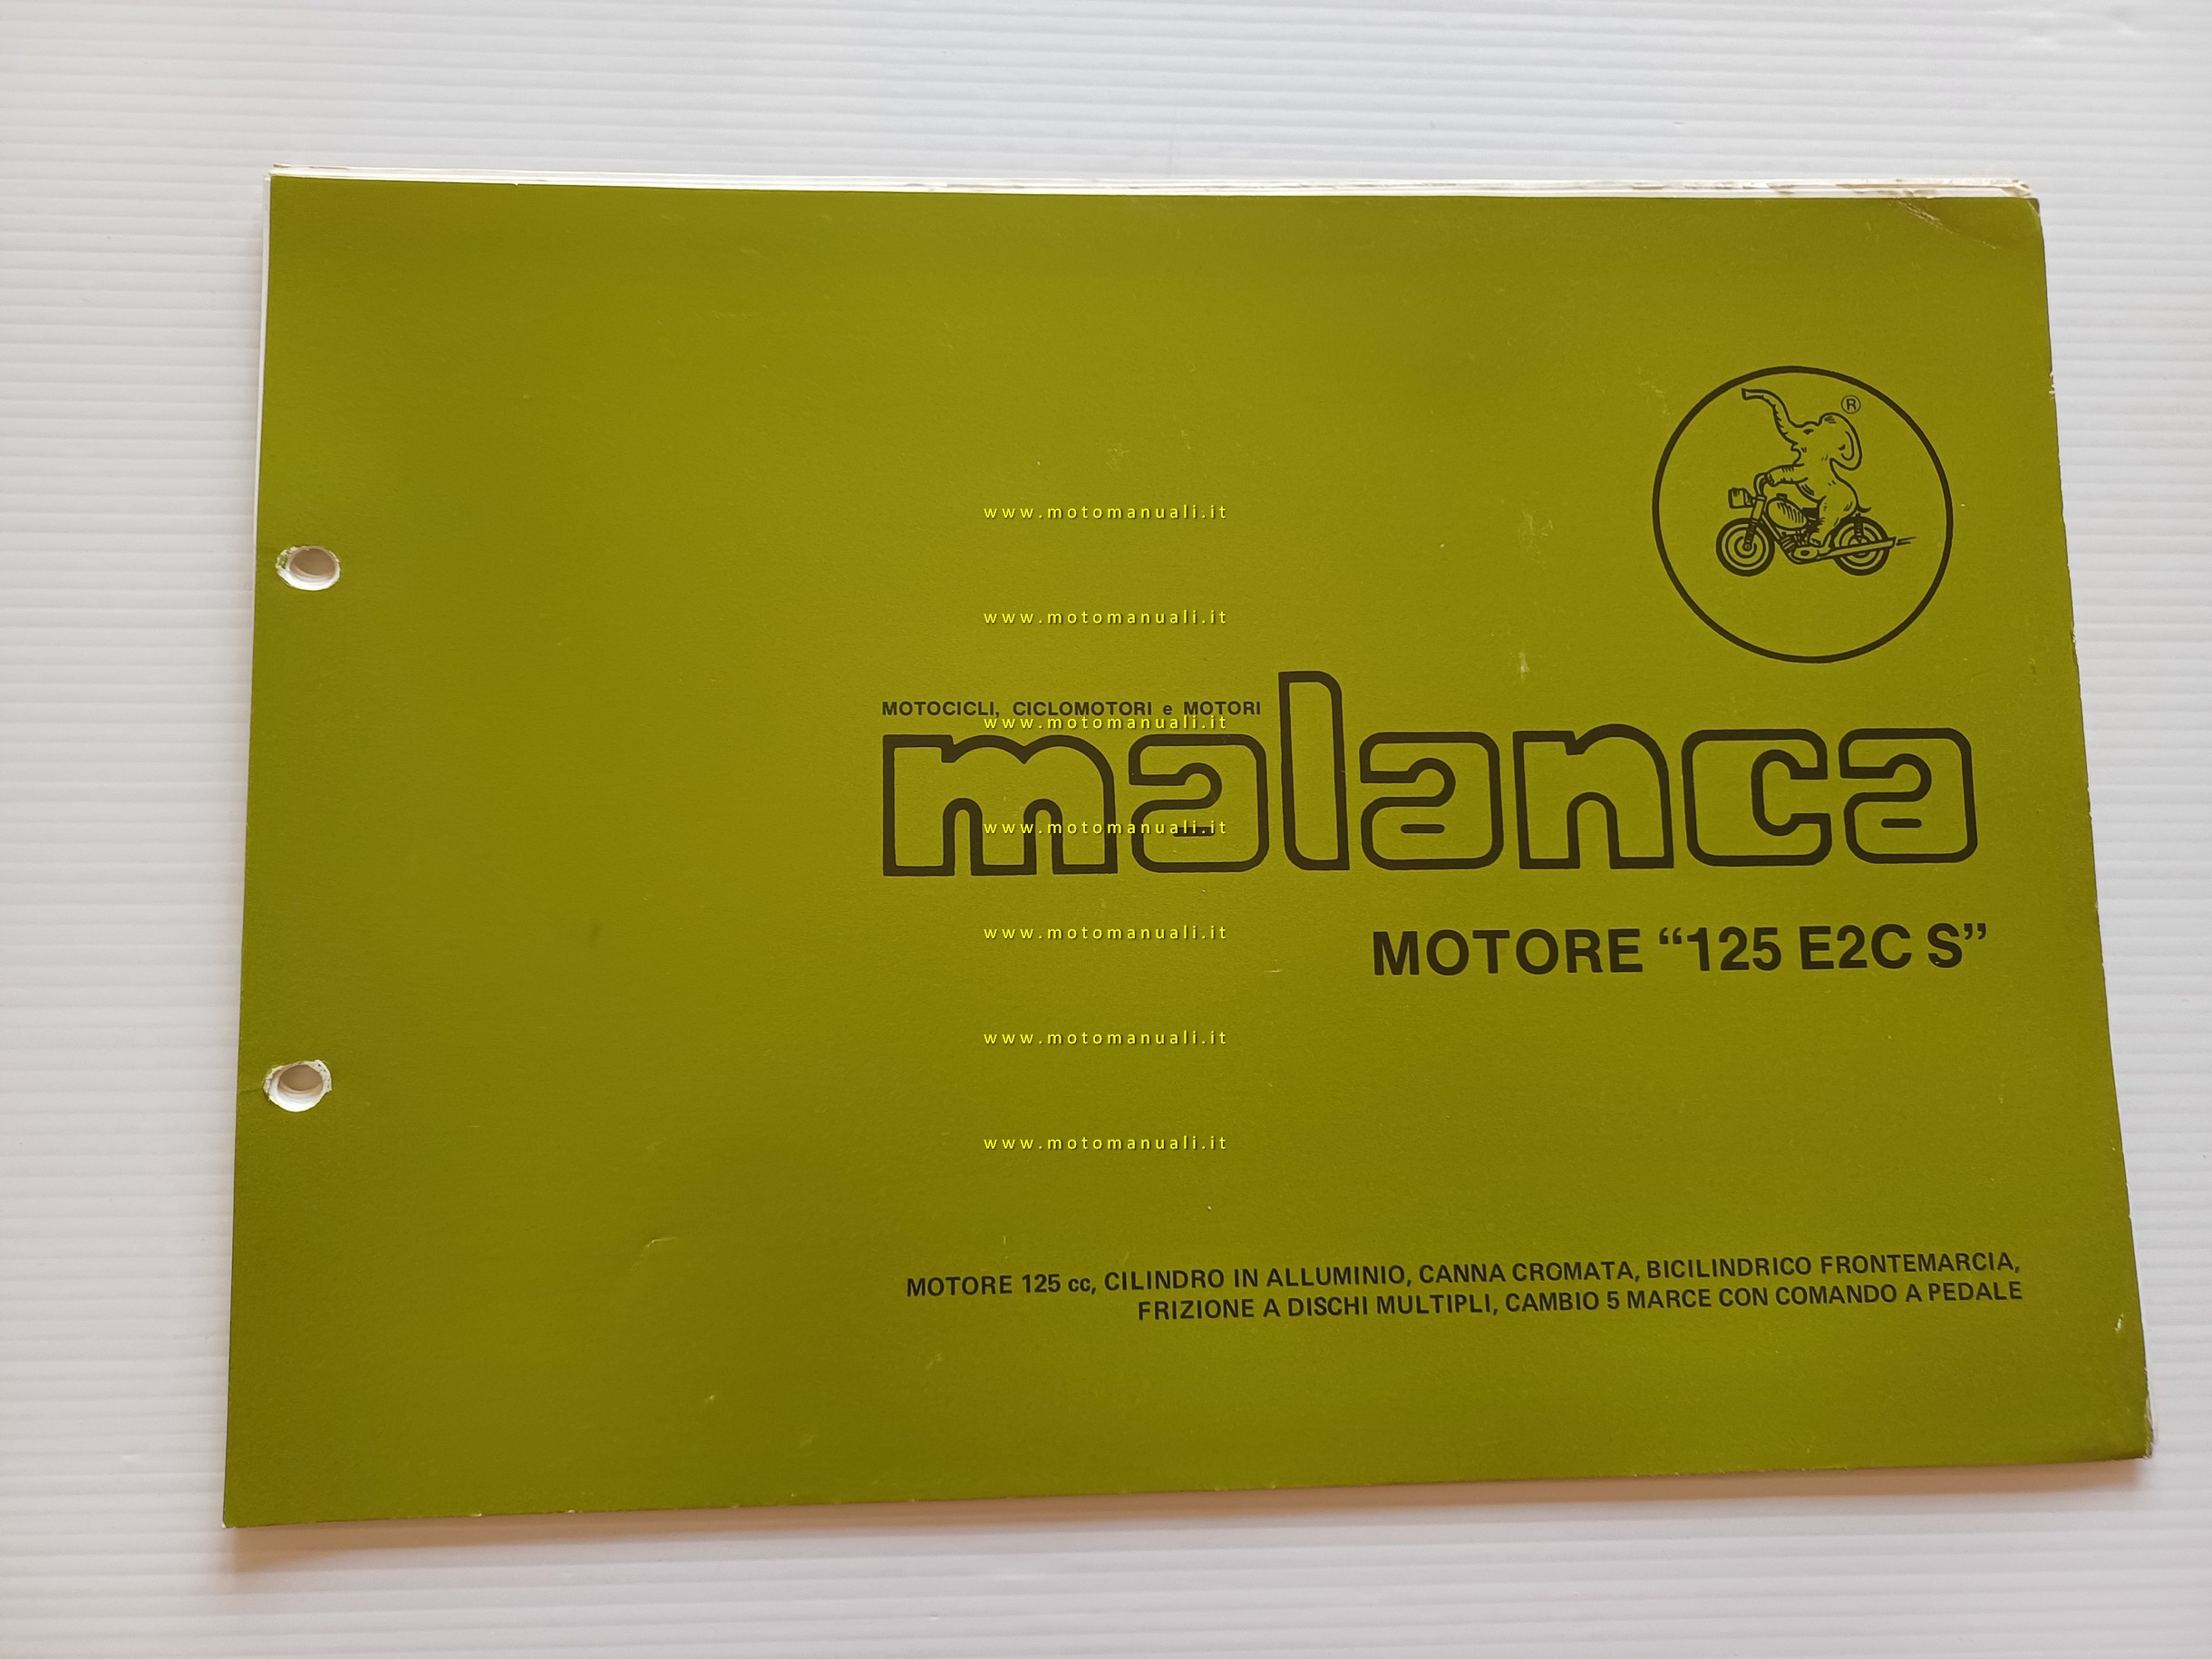 ®
www.motomanuali.it
www.motomanuali.it
MOTOCICLI, CICLOMOTORI e MOTORI
www.motomanuali.it
malanca
www.motomanuali.it
www.motomanuali.it
MOTORE “125 E2C S”
www.motomanuali.it
www.motomanuali.it
MOTORE 125 cc, CILINDRO IN ALLUMINIO, CANNA CROMATA, BICILINDRICO FRONTEMARCIA,
FRIZIONE A DISCHI MULTIPLI, CAMBIO 5 MARCE CON COMANDO A PEDALE